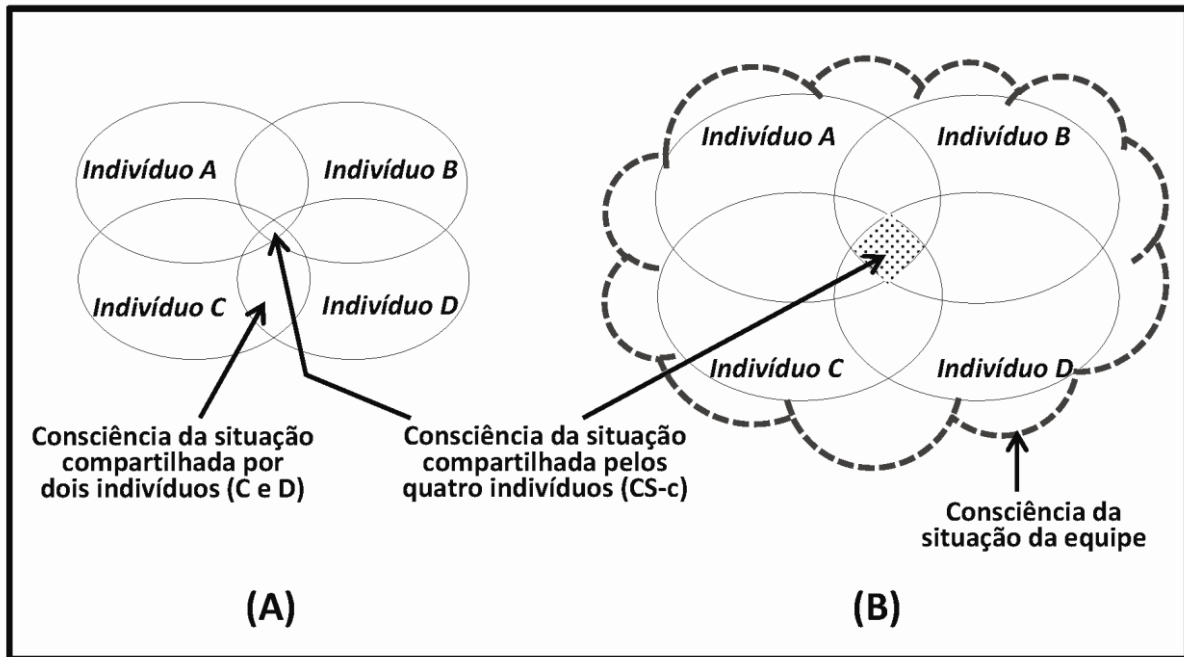 Indivíduo A
Indivíduo B
Indivíduo C
Indivíduo D
Consciência da situação
compartilhada por
dois indivíduos (C e D)
Consciência da situação
compartilhada pelos
quatro indivíduos (CS-c)
(A)
Indivíduo A
Indivíduo B
Indivíduo C
Indivíduo D
Consciência da
situação da equipe
(B)